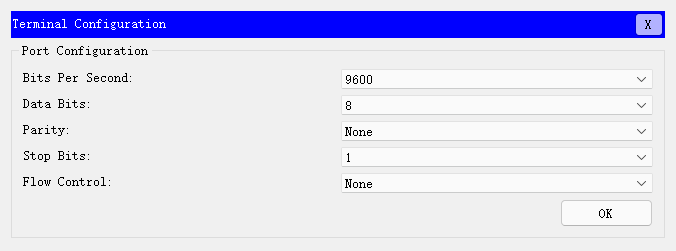 Terminal Configuration X
Port Configuration
Bits Per Second: 9600
Data Bits: 8
Parity: None
Stop Bits: 1
Flow Control: None
OK